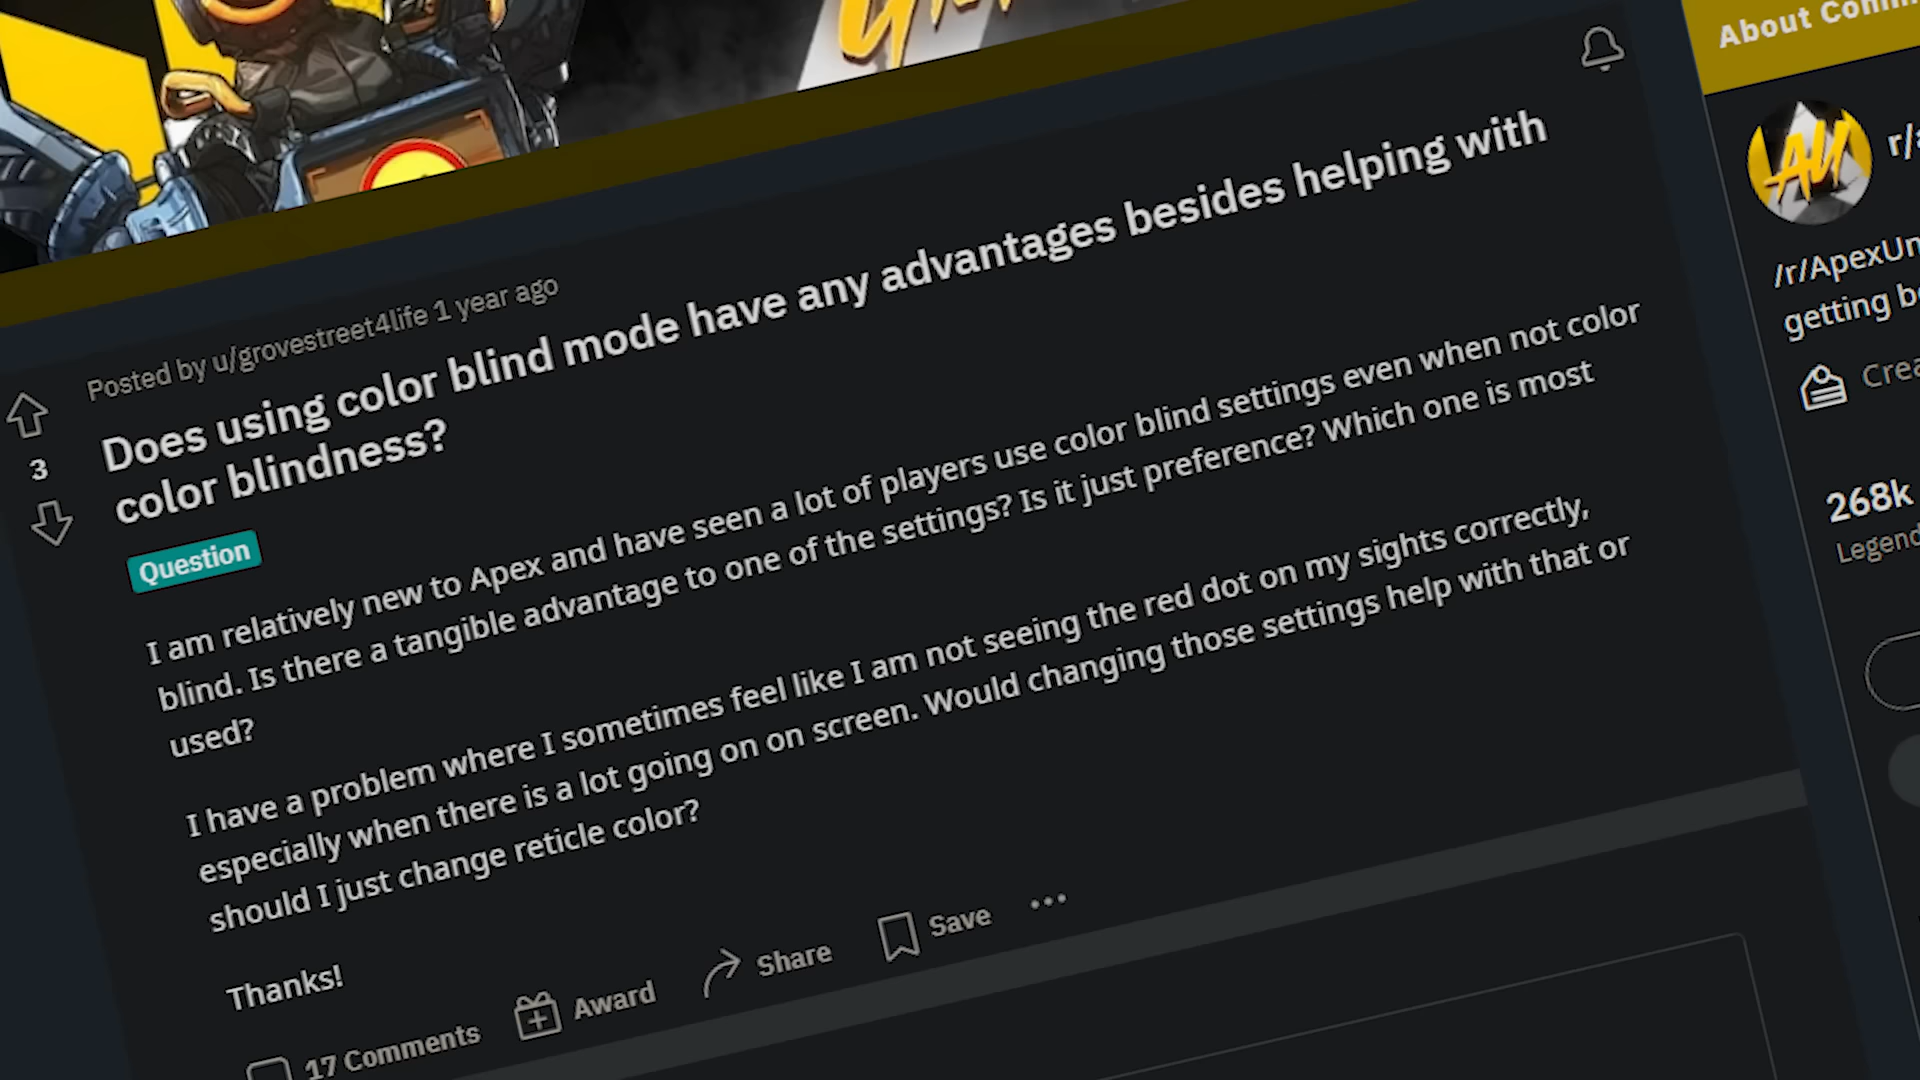 About Com
r/
/r/ApexUn
getting b
Crea
268k
Legend
Posted by u/grovestreet4life 1 year ago
Does using color blind mode have any advantages besides helping with
color blindness?
3
Question
I am relatively new to Apex and have seen a lot of players use color blind settings even when not color
blind. Is there a tangible advantage to one of the settings? Is it just preference? Which one is most
used?
I have a problem where I sometimes feel like I am not seeing the red dot on my sights correctly,
especially when there is a lot going on on screen. Would changing those settings help with that or
should I just change reticle color?
Thanks!
17 Comments
Award
Share
Save
AU